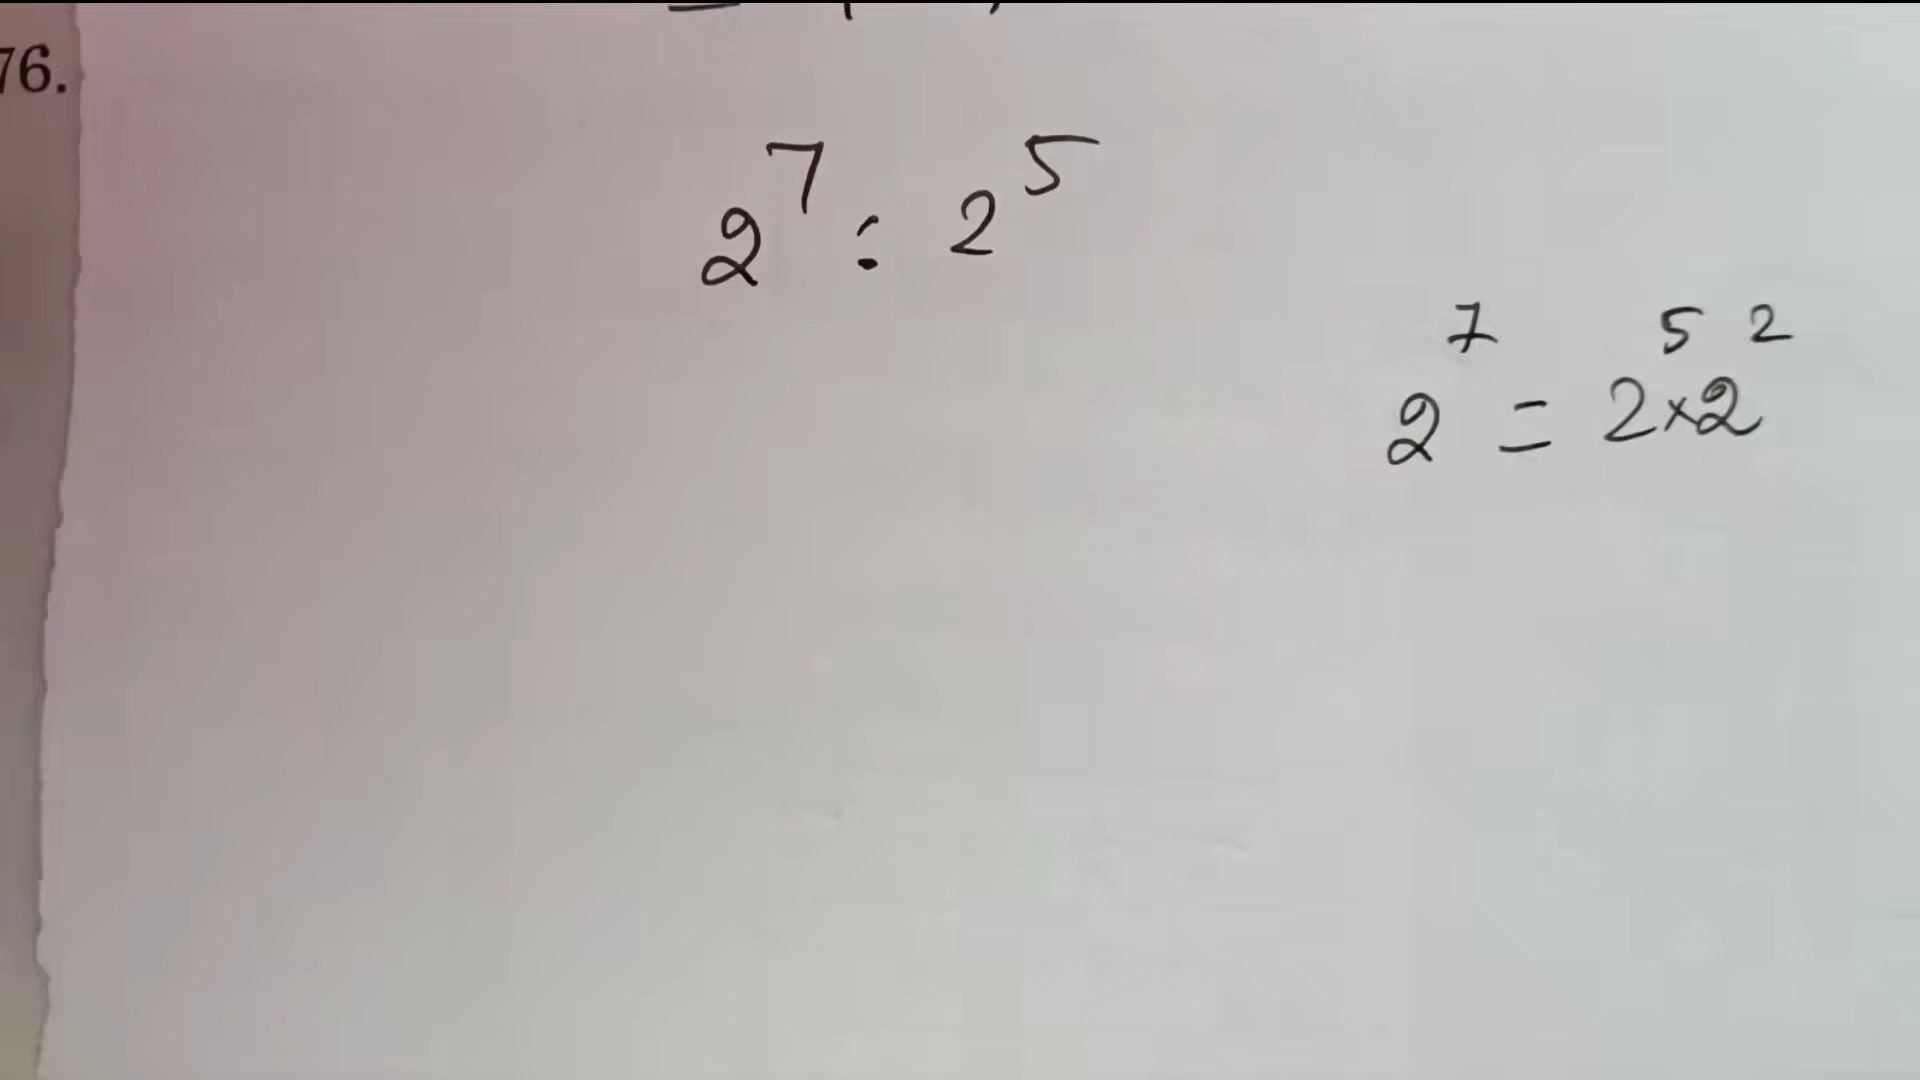 76.
2⁷ : 2⁵
2⁷ = 2⁵×2²